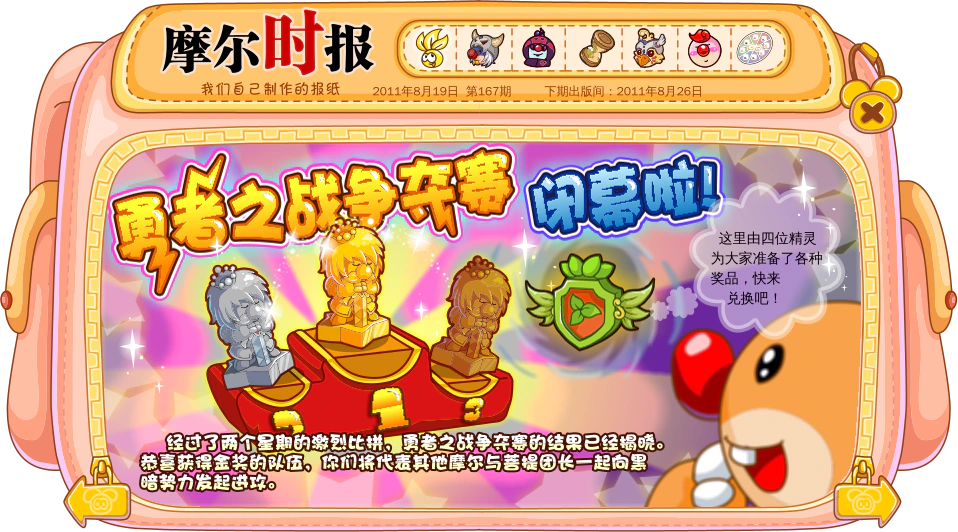 摩尔时报
我们自己制作的报纸
2011年8月19日 第167期 下期出版间：2011年8月26日
勇者之战争夺赛 闭幕啦！
这里由四位精灵
为大家准备了各种
奖品，快来
兑换吧！
2 1 3
经过了两个星期的激烈比拼，勇者之战争夺赛的结果已经揭晓。
恭喜获得金奖的队伍，你们将代表其他摩尔与菩提团长一起向黑
暗势力发起进攻。